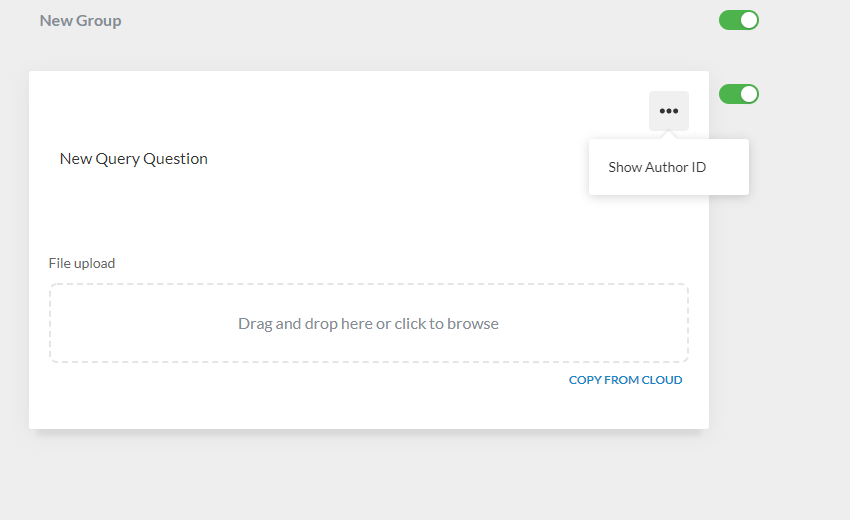 New Group
New Query Question
Show Author ID
File upload
Drag and drop here or click to browse
COPY FROM CLOUD